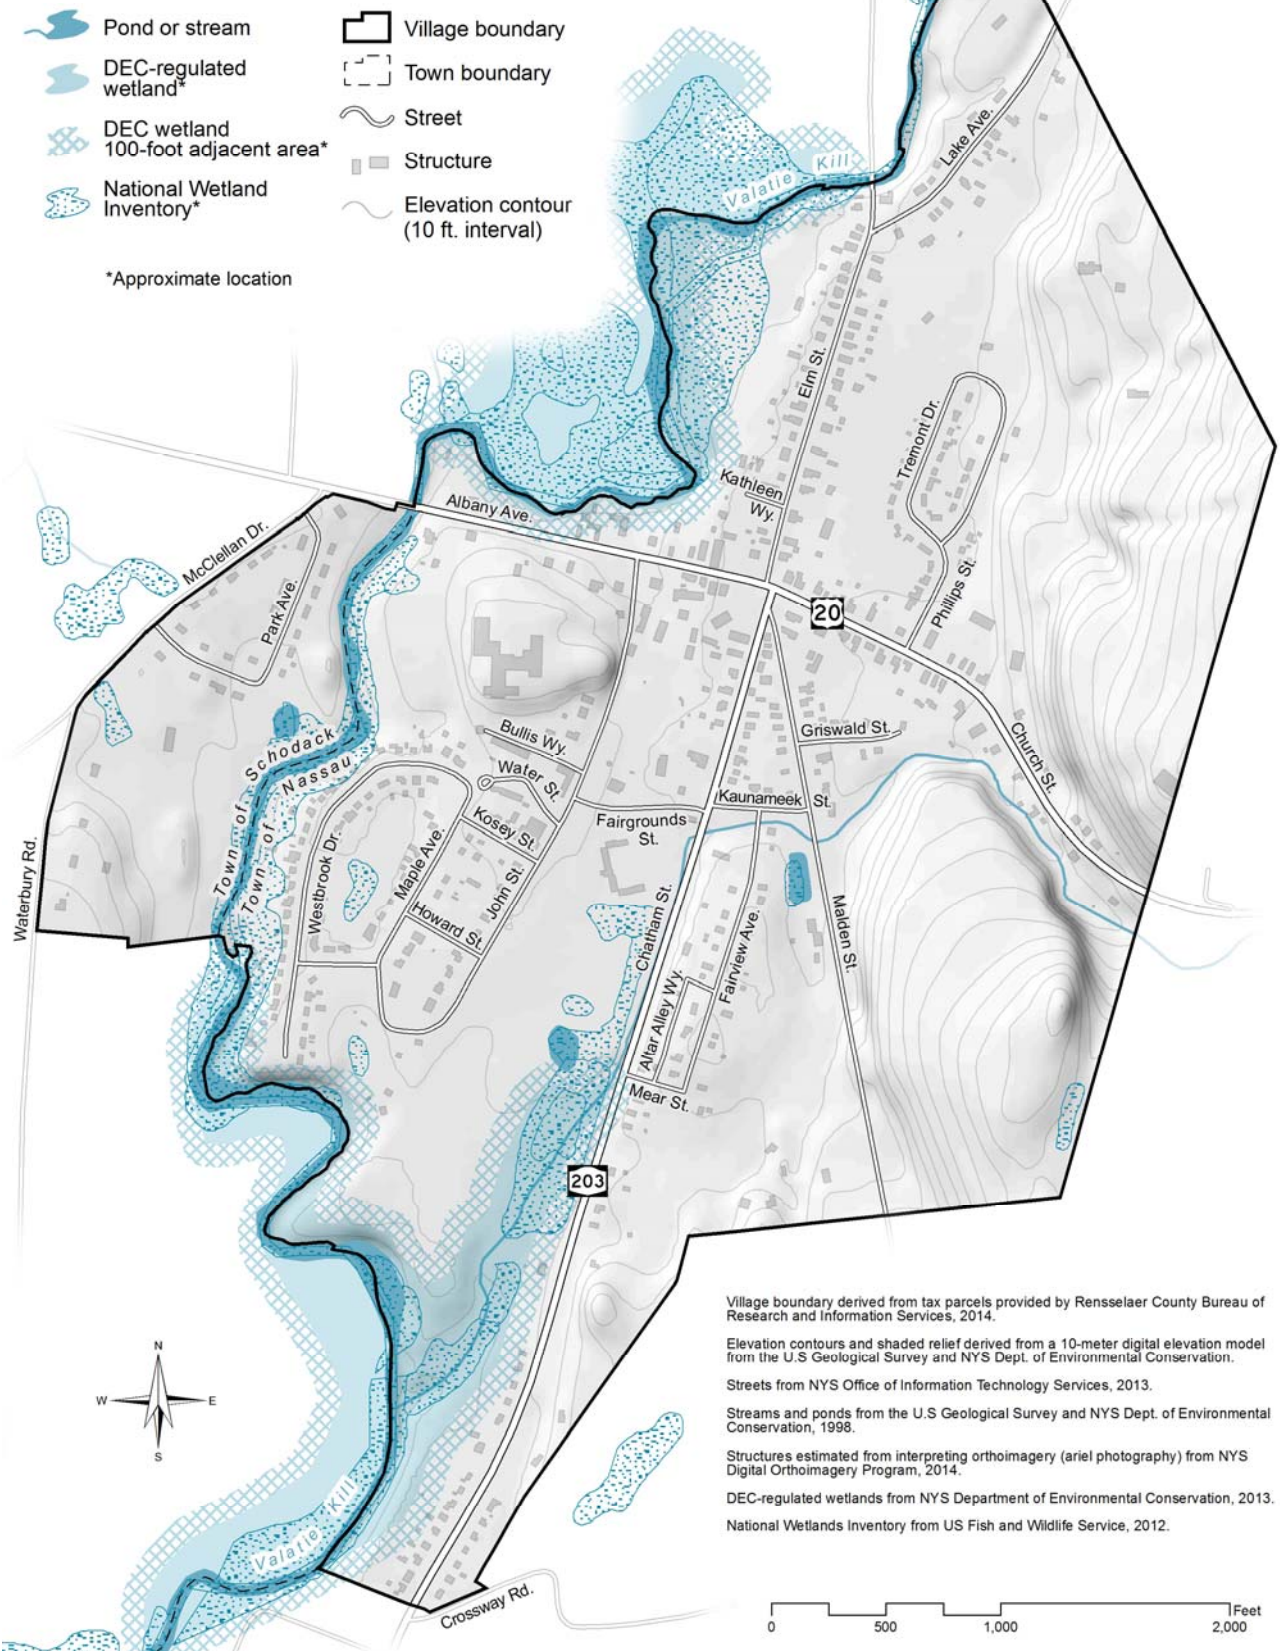 Pond or stream
DEC-regulated
wetland*
DEC wetland
100-foot adjacent area*
National Wetland
Inventory*
*Approximate location
Village boundary
Town boundary
Street
Structure
Elevation contour
(10 ft. interval)
Valatie Kill
Lake Ave.
Elm St.
Tremont Dr.
Kathleen
Wy.
Albany Ave.
McClellan Dr.
Park Ave.
Phillips St.
20
Bullis Wy.
Griswald St.
Church St.
Town of Schodack
Town of Nassau
Water St.
Kaunameek St.
Fairgrounds
St.
Kosey St.
Waterbury Rd.
Westbrook Dr.
Maple Ave.
John St.
Howard St.
Chatham St.
Malden St.
Fairview Ave.
Altar Alley Wy.
Mear St.
203
N
W
E
S
Valatie Kill
Crossway Rd.
Village boundary derived from tax parcels provided by Rensselaer County Bureau of
Research and Information Services, 2014.
Elevation contours and shaded relief derived from a 10-meter digital elevation model
from the U.S Geological Survey and NYS Dept. of Environmental Conservation.
Streets from NYS Office of Information Technology Services, 2013.
Streams and ponds from the U.S Geological Survey and NYS Dept. of Environmental
Conservation, 1998.
Structures estimated from interpreting orthoimagery (ariel photography) from NYS
Digital Orthoimagery Program, 2014.
DEC-regulated wetlands from NYS Department of Environmental Conservation, 2013.
National Wetlands Inventory from US Fish and Wildlife Service, 2012.
Feet
0 500 1,000 2,000